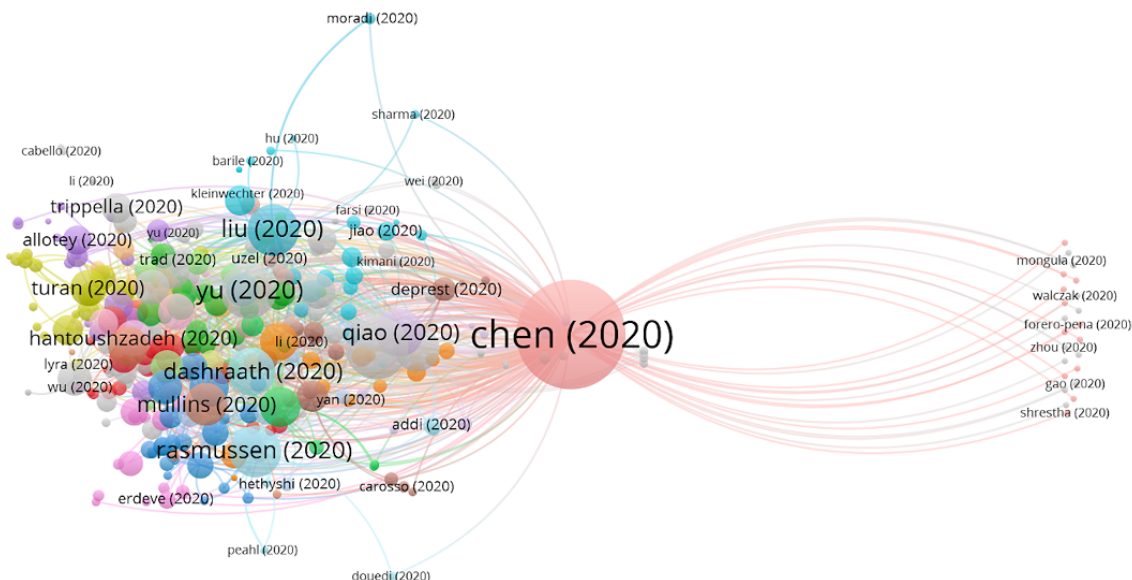 moradi (2020)
sharma (2020)
hu (2020)
cabello (2020)
barile (2020)
li (2020)
wei (2020)
kleinwechter (2020)
trippella (2020)
farsi (2020)
liu (2020)
jiao (2020)
yu (2020)
allotey (2020)
trad (2020)
uzel (2020)
kimani (2020)
mongula (2020)
turan (2020)
yu (2020)
deprest (2020)
walczak (2020)
forero-pena (2020)
hantoushzadeh (2020)
li (2020)
qiao (2020)
chen (2020)
zhou (2020)
lyra (2020)
dashraath (2020)
wu (2020)
gao (2020)
mullins (2020)
yan (2020)
shrestha (2020)
addi (2020)
rasmussen (2020)
hethyshi (2020)
carosso (2020)
erdeve (2020)
peahl (2020)
douedi (2020)